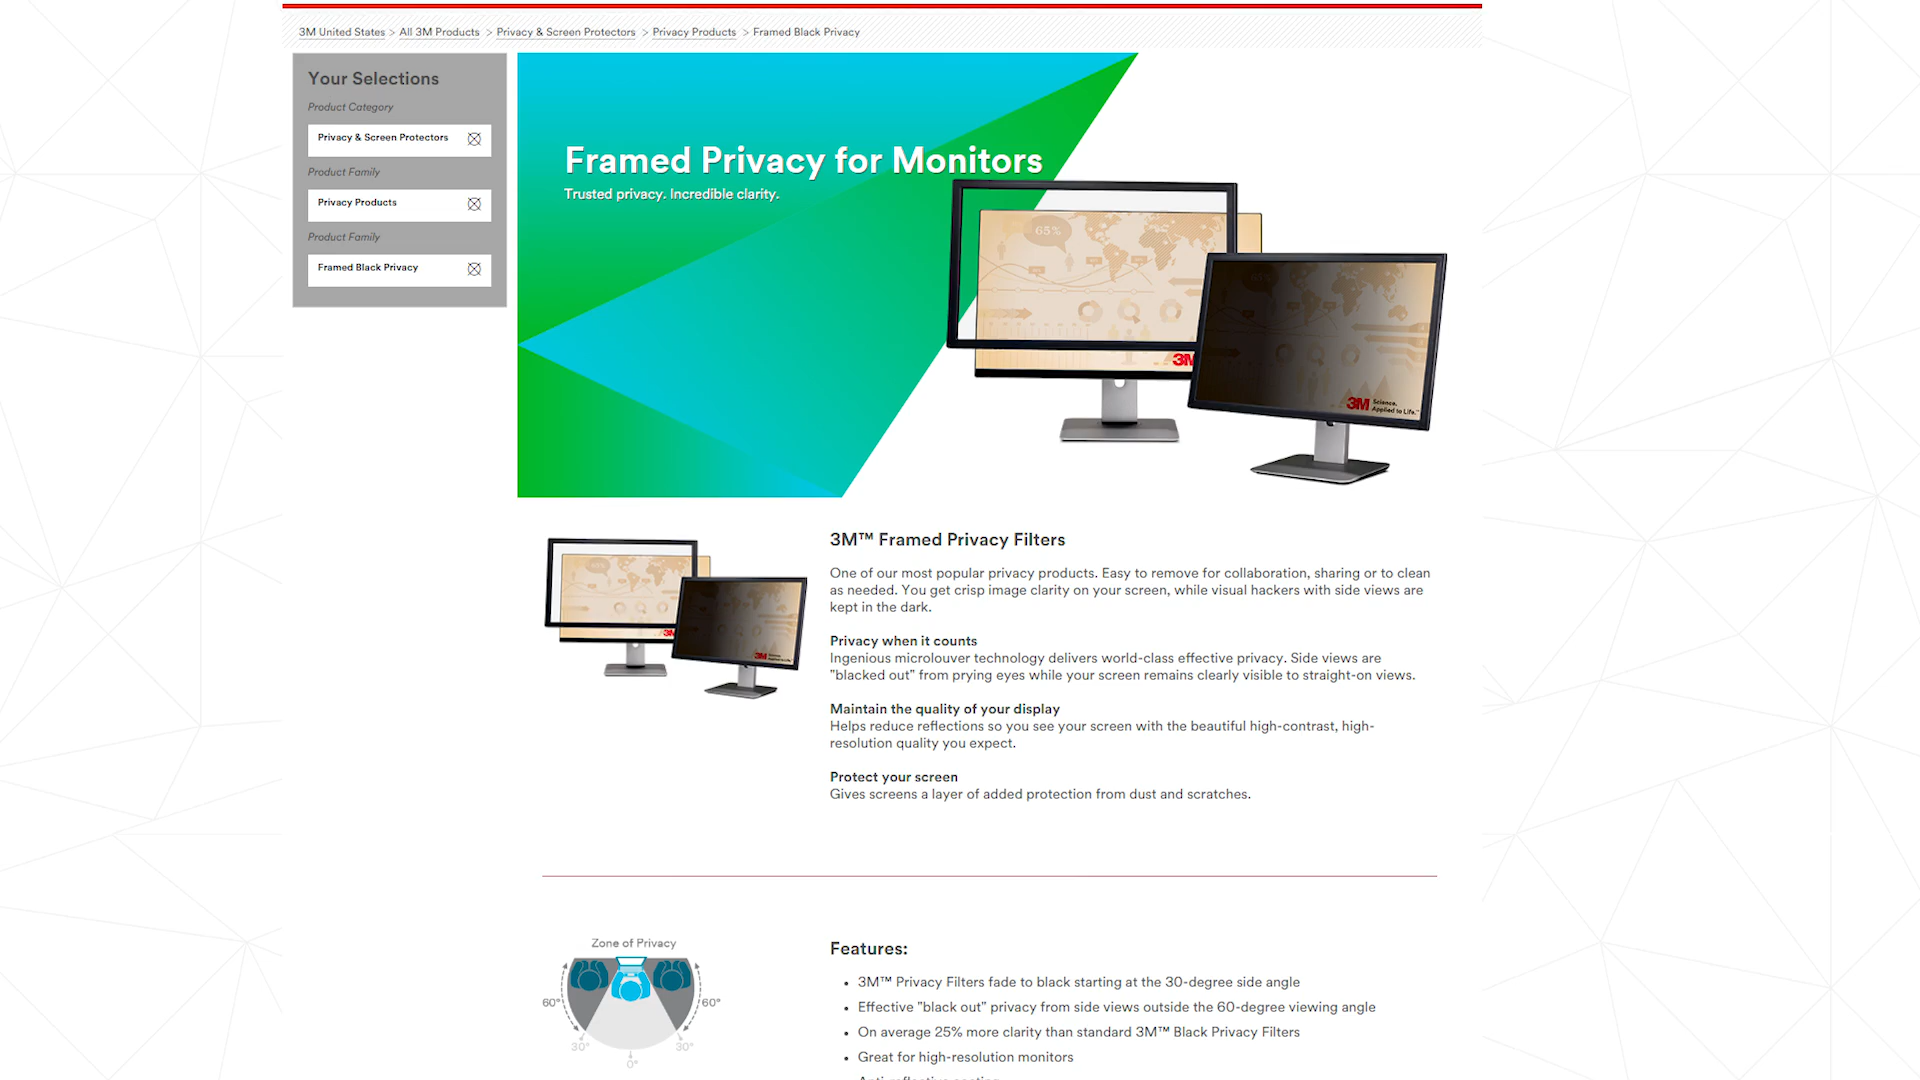 3M United States > All 3M Products > Privacy & Screen Protectors > Privacy Products > Framed Black Privacy
Your Selections
Product Category
Privacy & Screen Protectors
Product Family
Privacy Products
Product Family
Framed Black Privacy
Framed Privacy for Monitors
Trusted privacy. Incredible clarity.
65%
3M
3M Science.
Applied to Life.™
3M™ Framed Privacy Filters
One of our most popular privacy products. Easy to remove for collaboration, sharing or to clean
as needed. You get crisp image clarity on your screen, while visual hackers with side views are
kept in the dark.
Privacy when it counts
Ingenious microlouver technology delivers world-class effective privacy. Side views are
"blacked out" from prying eyes while your screen remains clearly visible to straight-on views.
Maintain the quality of your display
Helps reduce reflections so you see your screen with the beautiful high-contrast, high-
resolution quality you expect.
Protect your screen
Gives screens a layer of added protection from dust and scratches.
Zone of Privacy
60° 60°
30° 30°
0°
Features:
• 3M™ Privacy Filters fade to black starting at the 30-degree side angle
• Effective "black out" privacy from side views outside the 60-degree viewing angle
• On average 25% more clarity than standard 3M™ Black Privacy Filters
• Great for high-resolution monitors